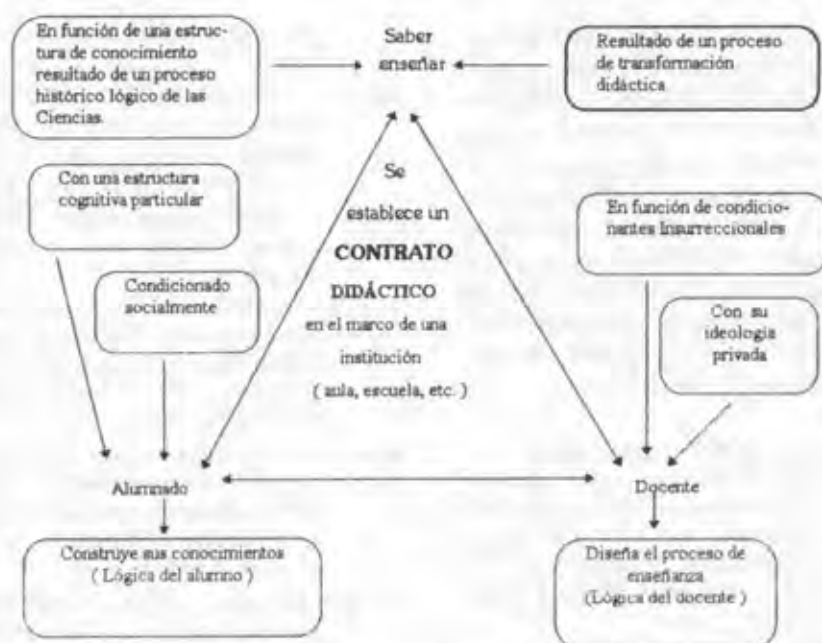 En función de una estruc-
tura de conocimiento
resultado de un proceso
histórico lógico de las
Ciencias.
Saber
enseñar
Resultado de un proceso
de transformación
didáctica
Con una estructura
cognitiva particular
Condicionado
socialmente
Se
establece un
CONTRATO
DIDÁCTICO
en el marco de una
institución
( aula, escuela, etc. )
En función de condicio-
nantes Insurreccionales
Con su
ideología
privada
Alumnado
Docente
Construye sus conocimientos
( Lógica del alumno )
Diseña el proceso de
enseñanza
(Lógica del docente )